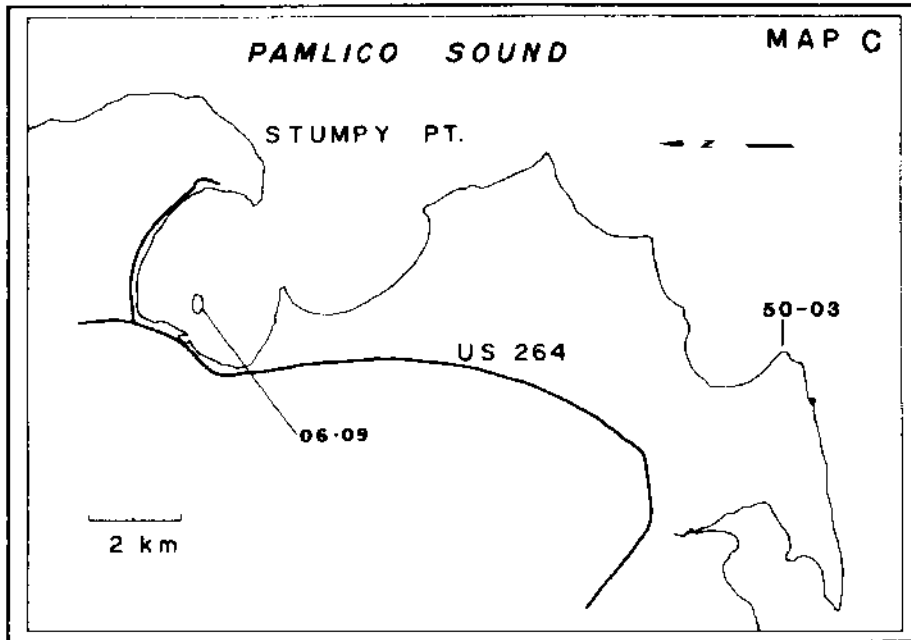 PAMLICO SOUND
MAP C
STUMPY PT.
N
50-03
US 264
06-09
2 km